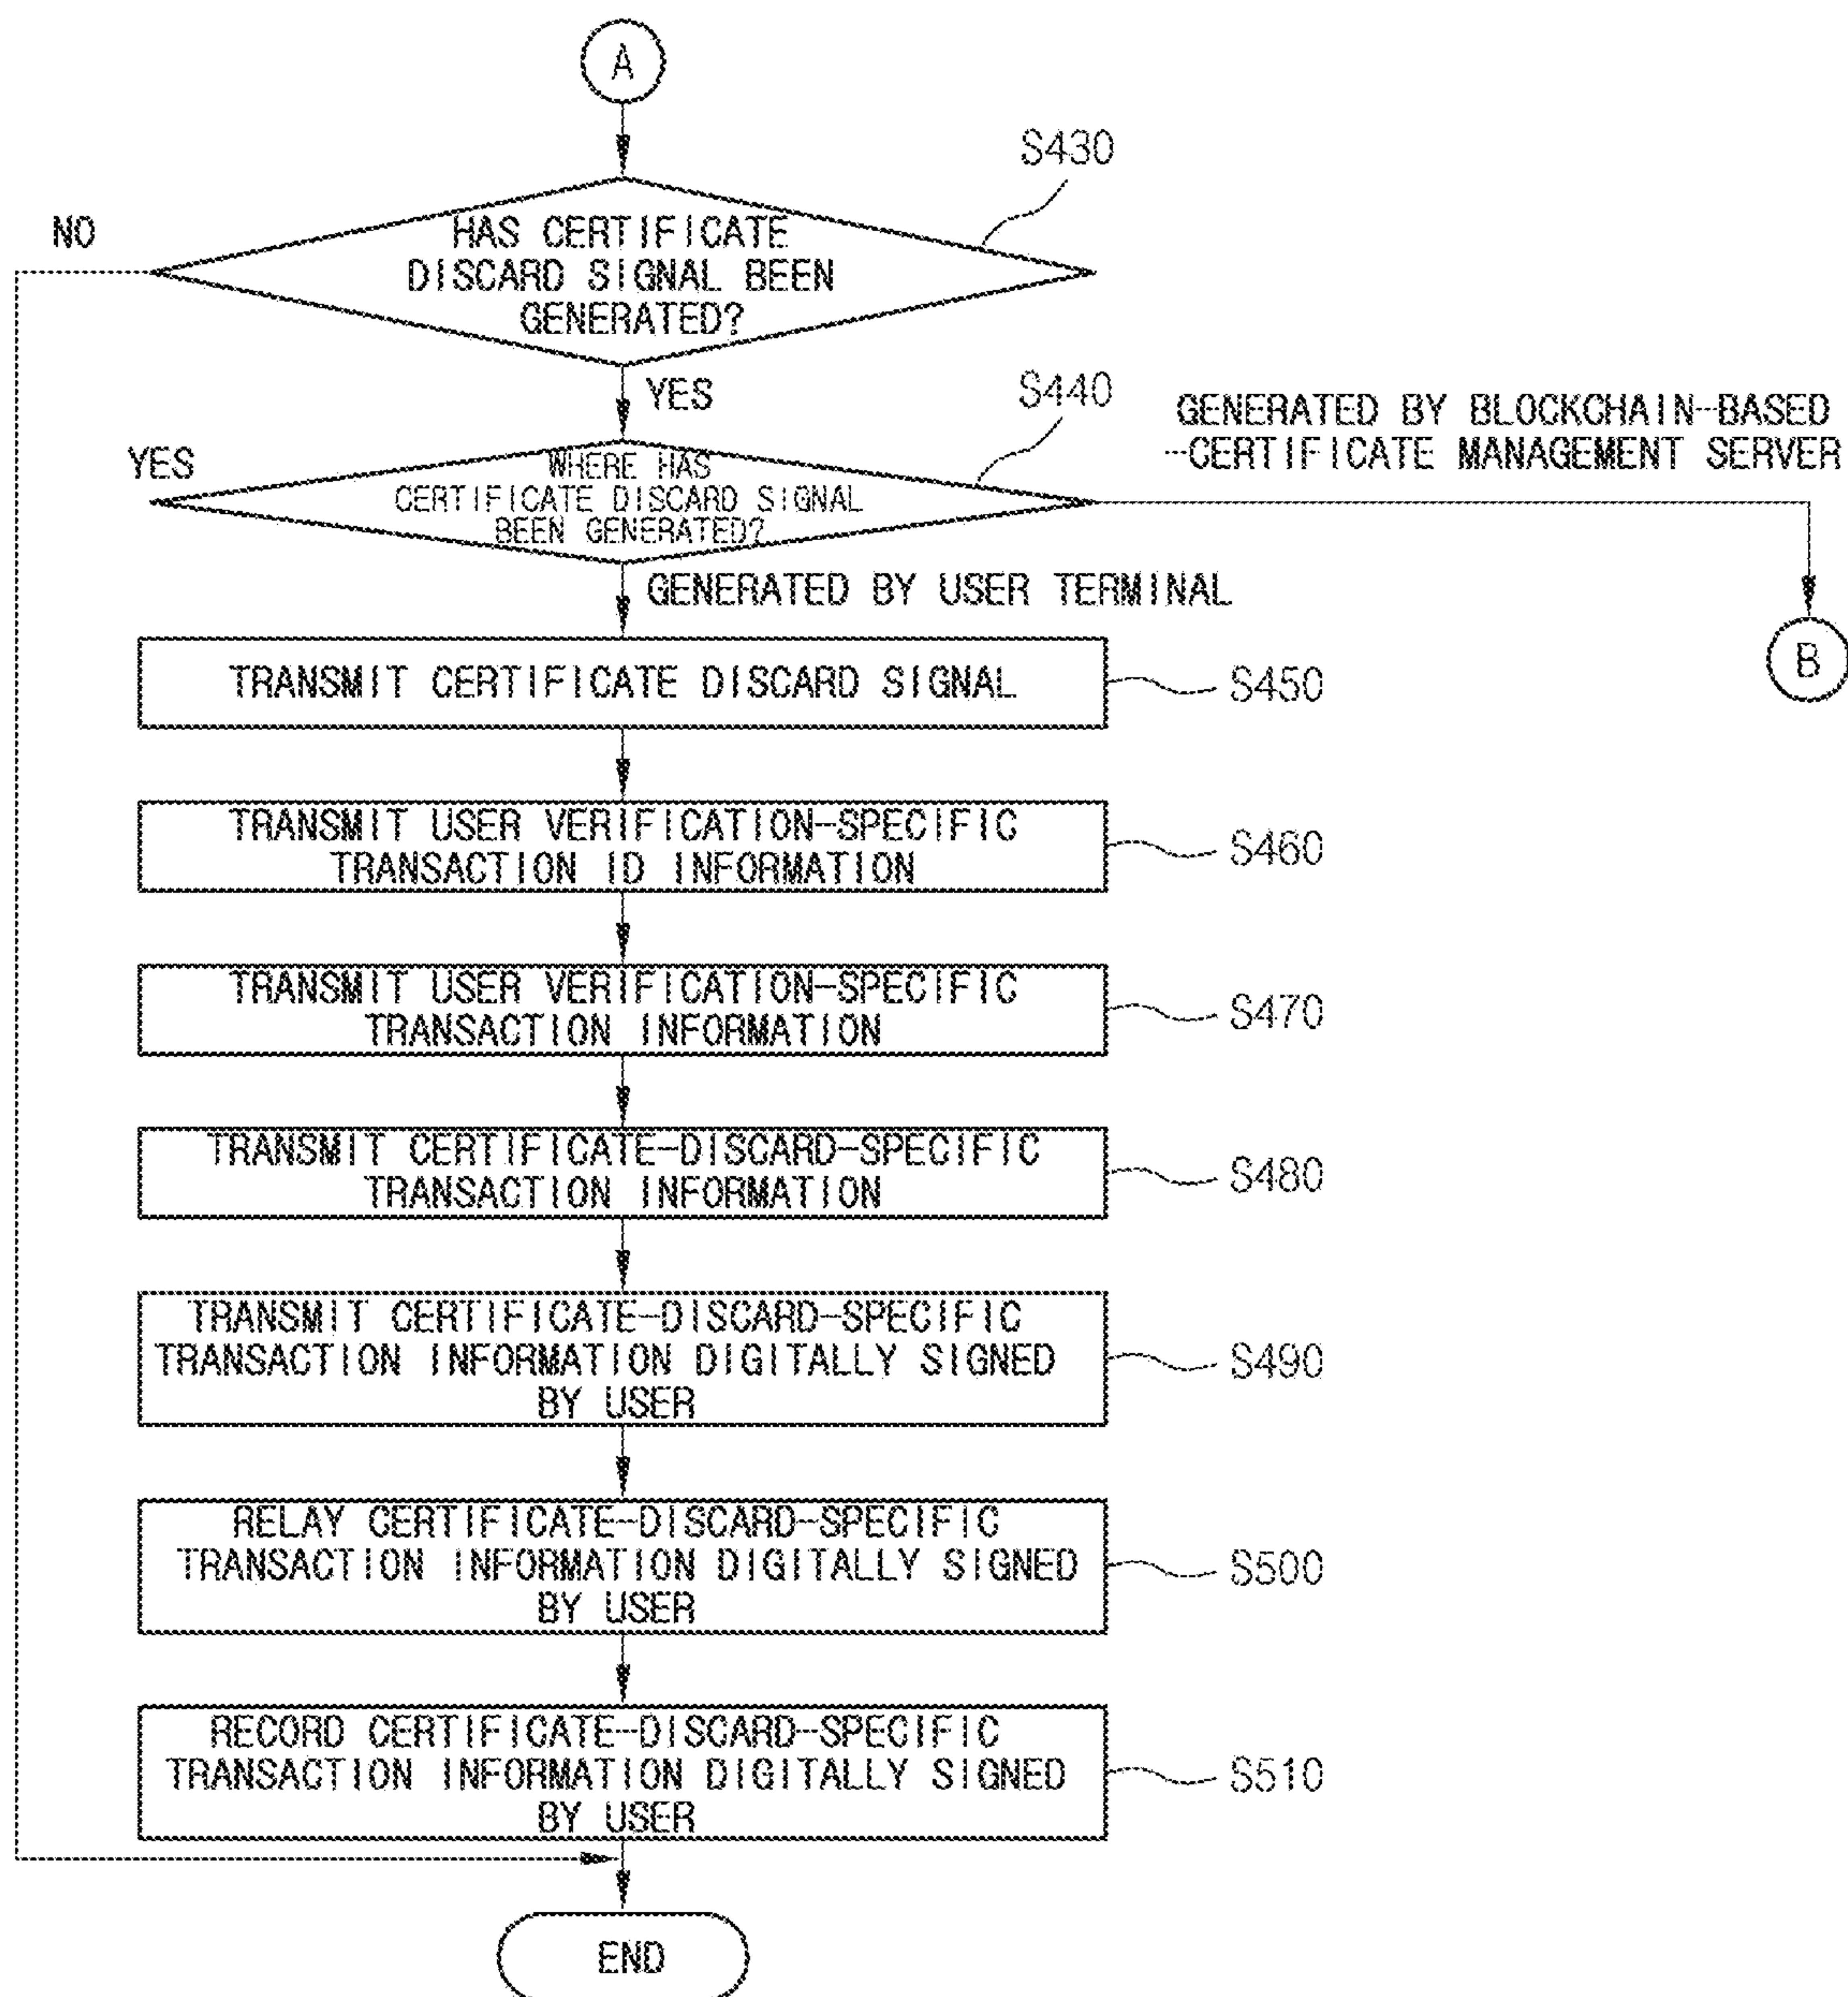 A
S430
NO
HAS CERTIFICATE
DISCARD SIGNAL BEEN
GENERATED?
YES
S440
GENERATED BY BLOCKCHAIN-BASED
-CERTIFICATE MANAGEMENT SERVER
YES
WHERE HAS
CERTIFICATE DISCARD SIGNAL
BEEN GENERATED?
GENERATED BY USER TERMINAL
B
TRANSMIT CERTIFICATE DISCARD SIGNAL
S450
TRANSMIT USER VERIFICATION-SPECIFIC
TRANSACTION ID INFORMATION
S460
TRANSMIT USER VERIFICATION-SPECIFIC
TRANSACTION INFORMATION
S470
TRANSMIT CERTIFICATE-DISCARD-SPECIFIC
TRANSACTION INFORMATION
S480
TRANSMIT CERTIFICATE-DISCARD-SPECIFIC
TRANSACTION INFORMATION DIGITALLY SIGNED
BY USER
S490
RELAY CERTIFICATE-DISCARD-SPECIFIC
TRANSACTION INFORMATION DIGITALLY SIGNED
BY USER
S500
RECORD CERTIFICATE-DISCARD-SPECIFIC
TRANSACTION INFORMATION DIGITALLY SIGNED
BY USER
S510
END